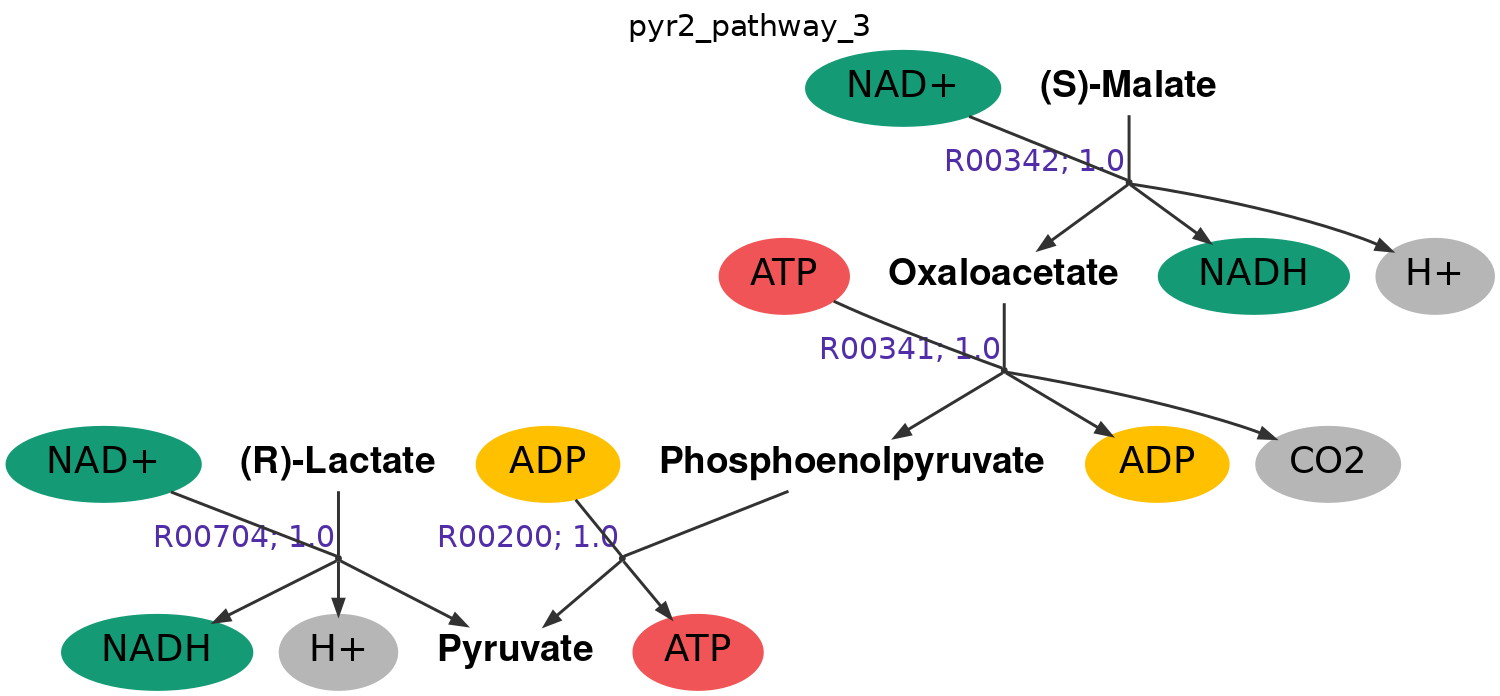 pyr2_pathway_3
NAD+
(S)-Malate
R00342; 1.0
ATP
Oxaloacetate
NADH
H+
R00341; 1.0
NAD+
(R)-Lactate
ADP
Phosphoenolpyruvate
ADP
CO2
R00704; 1.0
R00200; 1.0
NADH
H+
Pyruvate
ATP